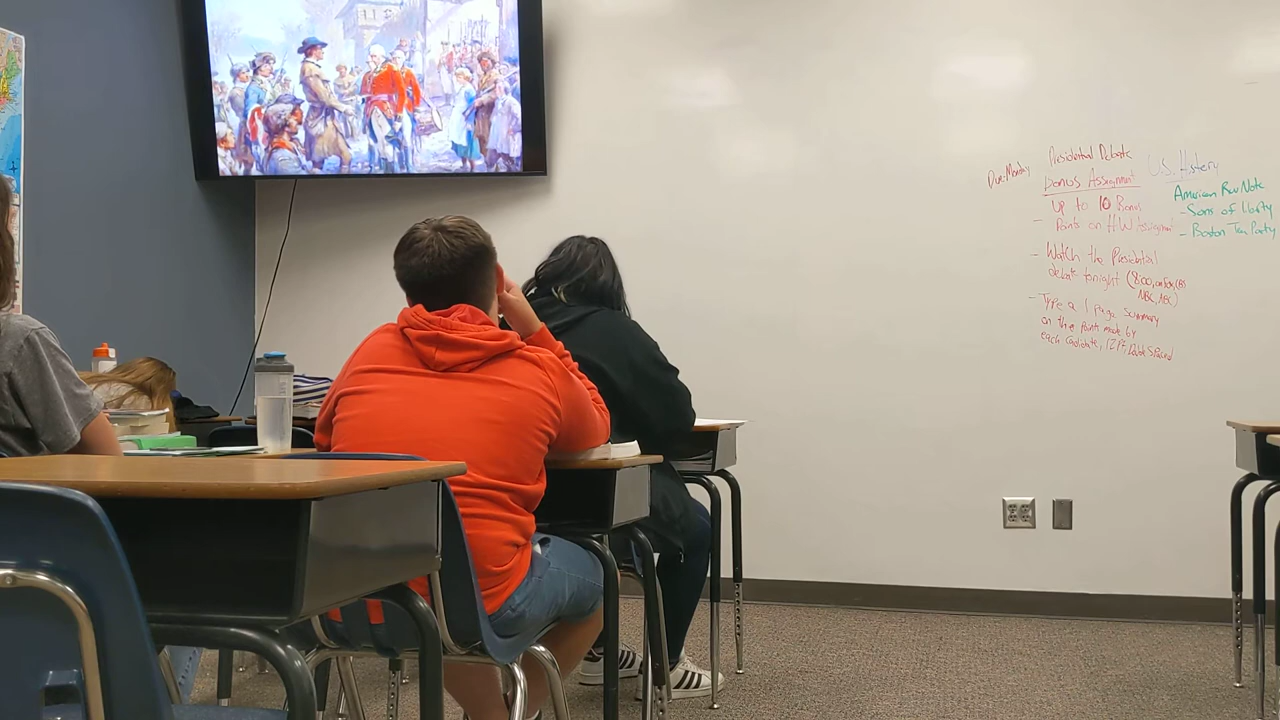 Due-Monday
Presidential Debate
Bonus Assignment
- Up to 10 Bonus
Points on HW Assignment
- Watch the Presidential
debate tonight (8:00, on Fox, CBS
NBC, ABC)
- Type a 1 page summary
on the points made by
each candidate, 12pt Double Spaced
U.S. History
American Rev Note
- Sons of Liberty
- Boston Tea Party